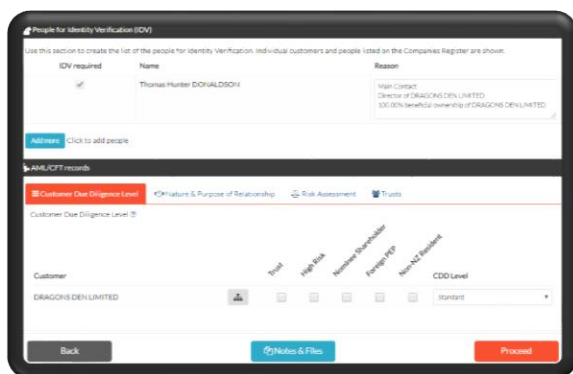 People for Identity Verification (IDV)
Use this section to create the list of the people for Identity Verification. Individual customers and people listed on the Companies Register are shown.
IDV required Name Reason
Thomas Hunter DONALDSON
Main Contact
Director of DRAGONS DEN LIMITED
100.00% beneficial ownership of DRAGONS DEN LIMITED
Add more Click to add people
AML/CFT records
Customer Due Diligence Level Nature & Purpose of Relationship Risk Assessment Trusts
Customer Due Diligence Level
Customer Trust High Risk Nominee Shareholder Foreign PEP Non-NZ Resident CDD Level
DRAGONS DEN LIMITED Standard
Back Notes & Files Proceed